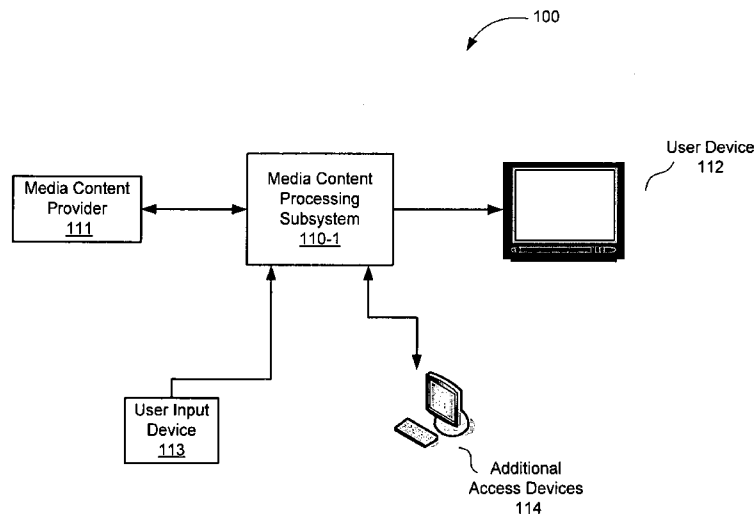 100
User Device
112
Media Content
Provider
111
Media Content
Processing
Subsystem
110-1
User Input
Device
113
Additional
Access Devices
114